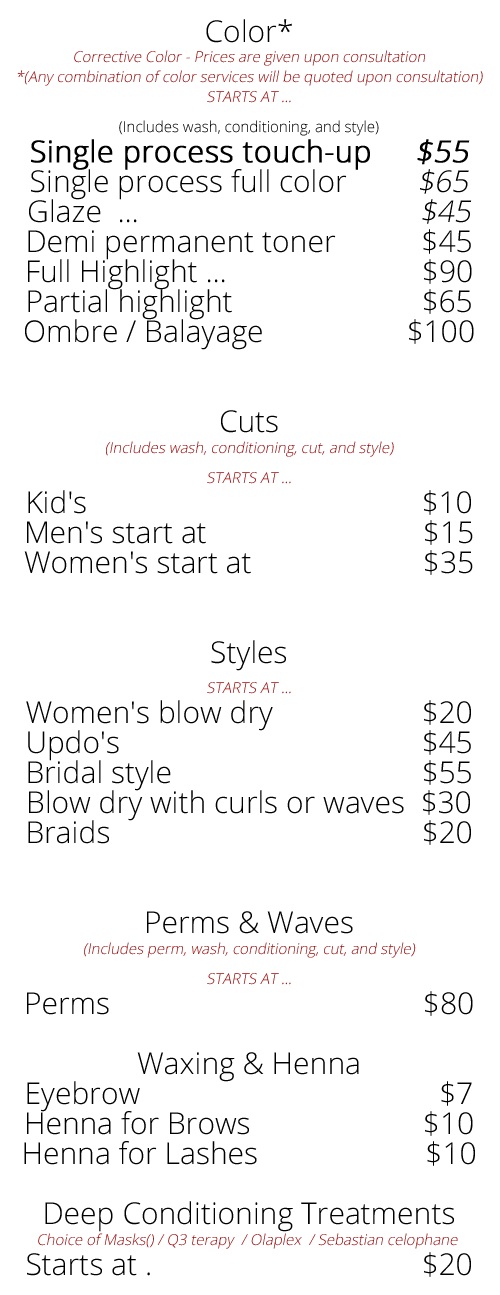 Color*
Corrective Color - Prices are given upon consultation
*(Any combination of color services will be quoted upon consultation)
STARTS AT ...
(Includes wash, conditioning, and style)
Single process touch-up $55
Single process full color $65
Glaze ... $45
Demi permanent toner $45
Full Highlight ... $90
Partial highlight $65
Ombre / Balayage $100
Cuts
(Includes wash, conditioning, cut, and style)
STARTS AT ...
Kid's $10
Men's start at $15
Women's start at $35
Styles
STARTS AT ...
Women's blow dry $20
Updo's $45
Bridal style $55
Blow dry with curls or waves $30
Braids $20
Perms & Waves
(Includes perm, wash, conditioning, cut, and style)
STARTS AT ...
Perms $80
Waxing & Henna
Eyebrow $7
Henna for Brows $10
Henna for Lashes $10
Deep Conditioning Treatments
Choice of Masks() / Q3 terapy / Olaplex / Sebastian celophane
Starts at . $20